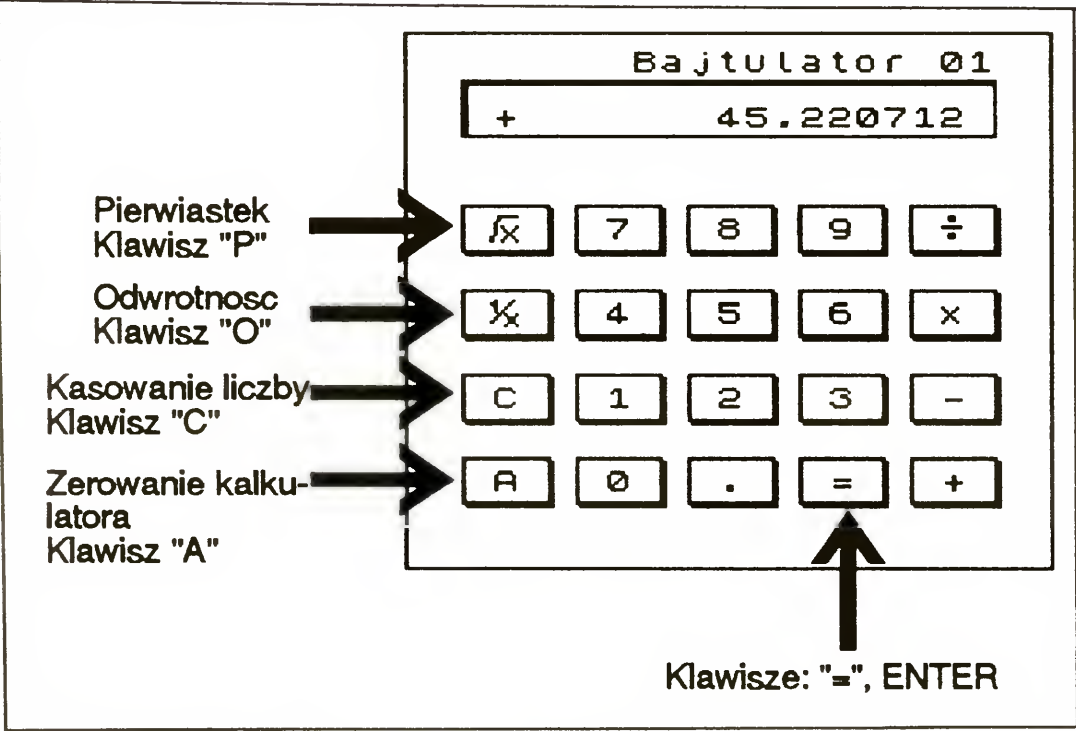 Bajtulator 01
+ 45.220712
Pierwiastek
Klawisz "P"
√x 7 8 9 ÷
Odwrotnosc
Klawisz "O"
1/x 4 5 6 x
Kasowanie liczby
Klawisz "C"
C 1 2 3 -
Zerowanie kalku-
latora
Klawisz "A"
A 0 . = +
Klawisze: "=", ENTER